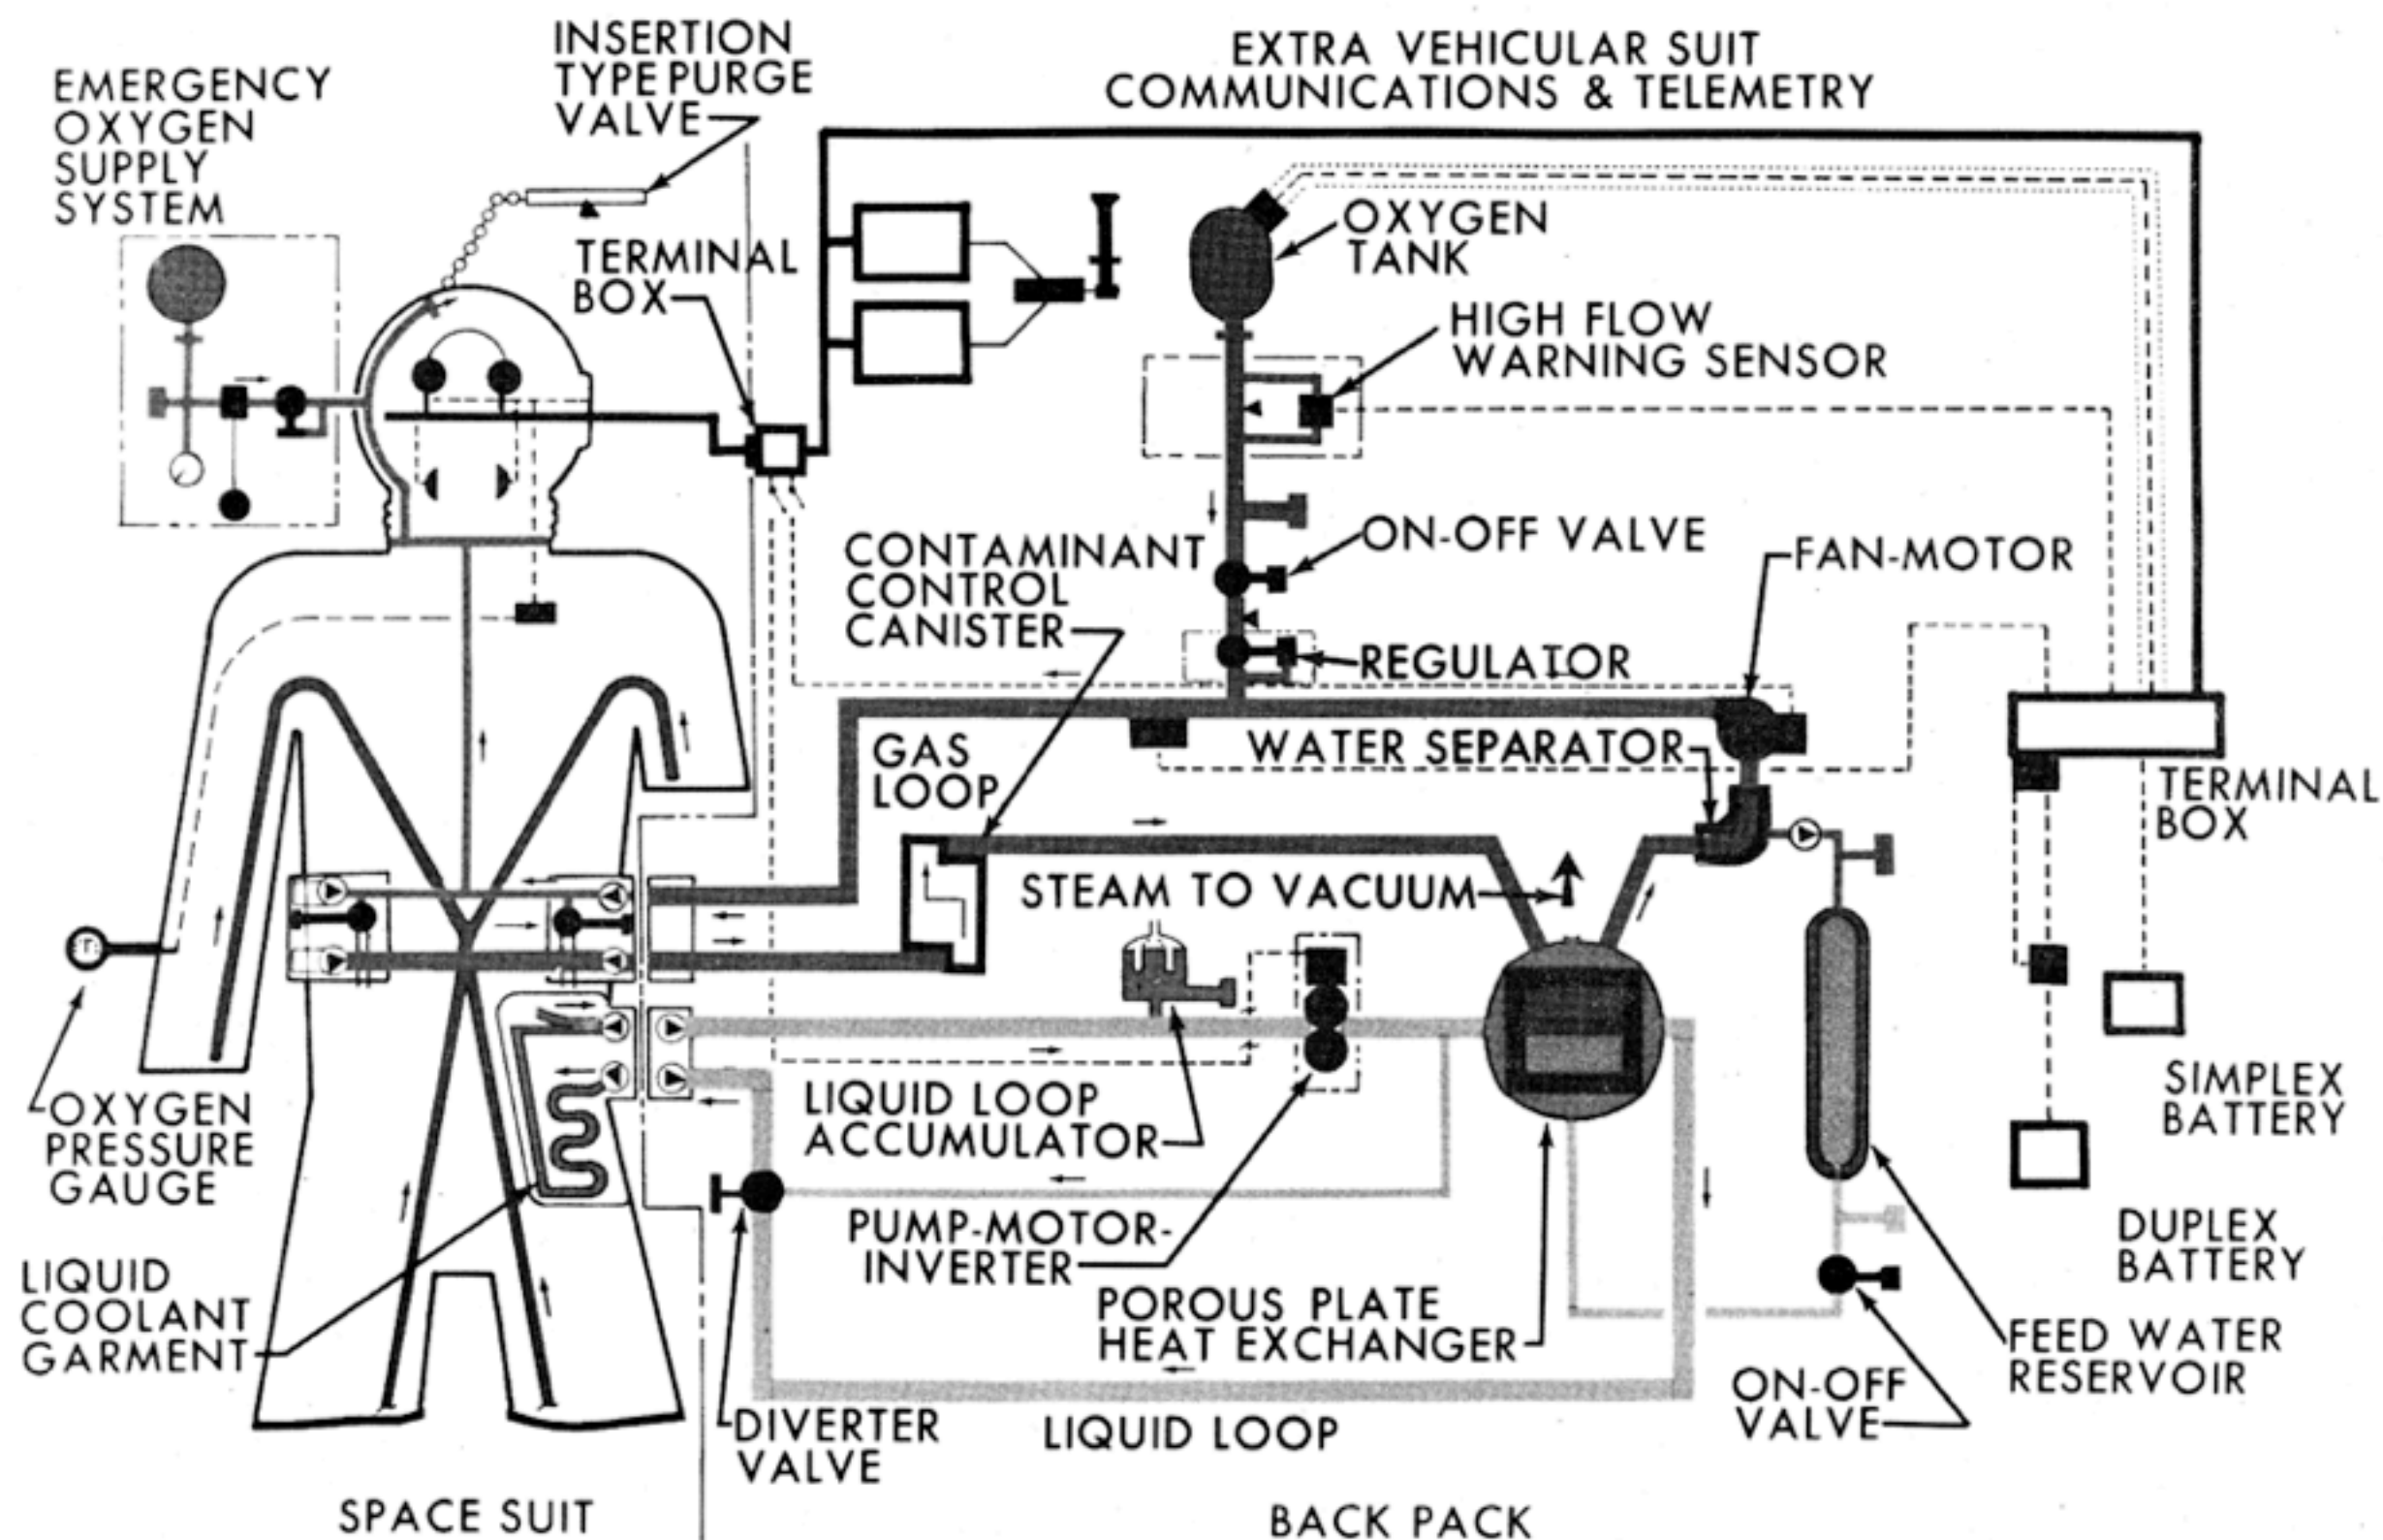 INSERTION
TYPE PURGE
VALVE
EXTRA VEHICULAR SUIT
COMMUNICATIONS & TELEMETRY
EMERGENCY
OXYGEN
SUPPLY
SYSTEM
TERMINAL
BOX
OXYGEN
TANK
HIGH FLOW
WARNING SENSOR
CONTAMINANT
CONTROL
CANISTER
ON-OFF VALVE
FAN-MOTOR
REGULATOR
GAS
LOOP
WATER SEPARATOR
TERMINAL
BOX
STEAM TO VACUUM
OXYGEN
PRESSURE
GAUGE
LIQUID LOOP
ACCUMULATOR
SIMPLEX
BATTERY
PUMP-MOTOR-
INVERTER
DUPLEX
BATTERY
LIQUID
COOLANT
GARMENT
POROUS PLATE
HEAT EXCHANGER
FEED WATER
RESERVOIR
ON-OFF
VALVE
DIVERTER
VALVE
LIQUID LOOP
SPACE SUIT
BACK PACK